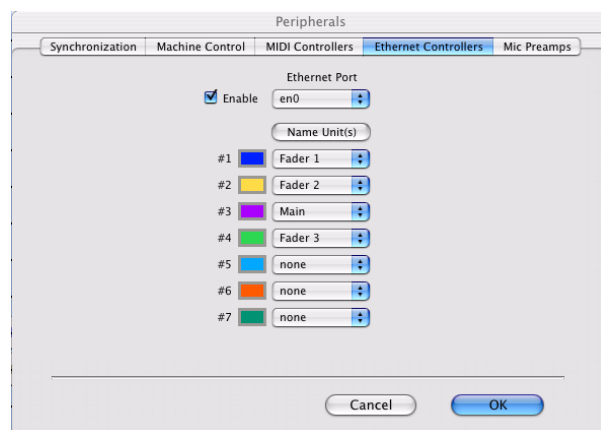 Peripherals
Synchronization Machine Control MIDI Controllers Ethernet Controllers Mic Preamps
Ethernet Port
Enable en0
Name Unit(s)
#1 Fader 1
#2 Fader 2
#3 Main
#4 Fader 3
#5 none
#6 none
#7 none
Cancel OK